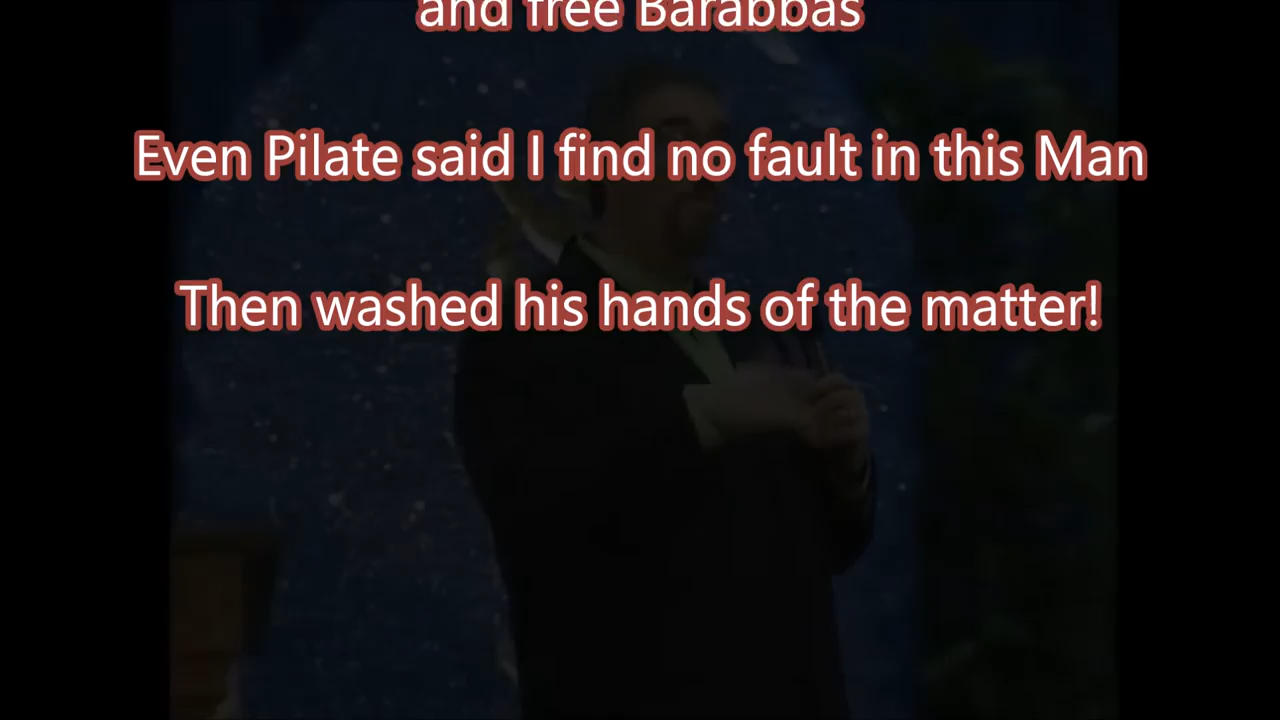 and free Barabbas
Even Pilate said I find no fault in this Man
Then washed his hands of the matter!